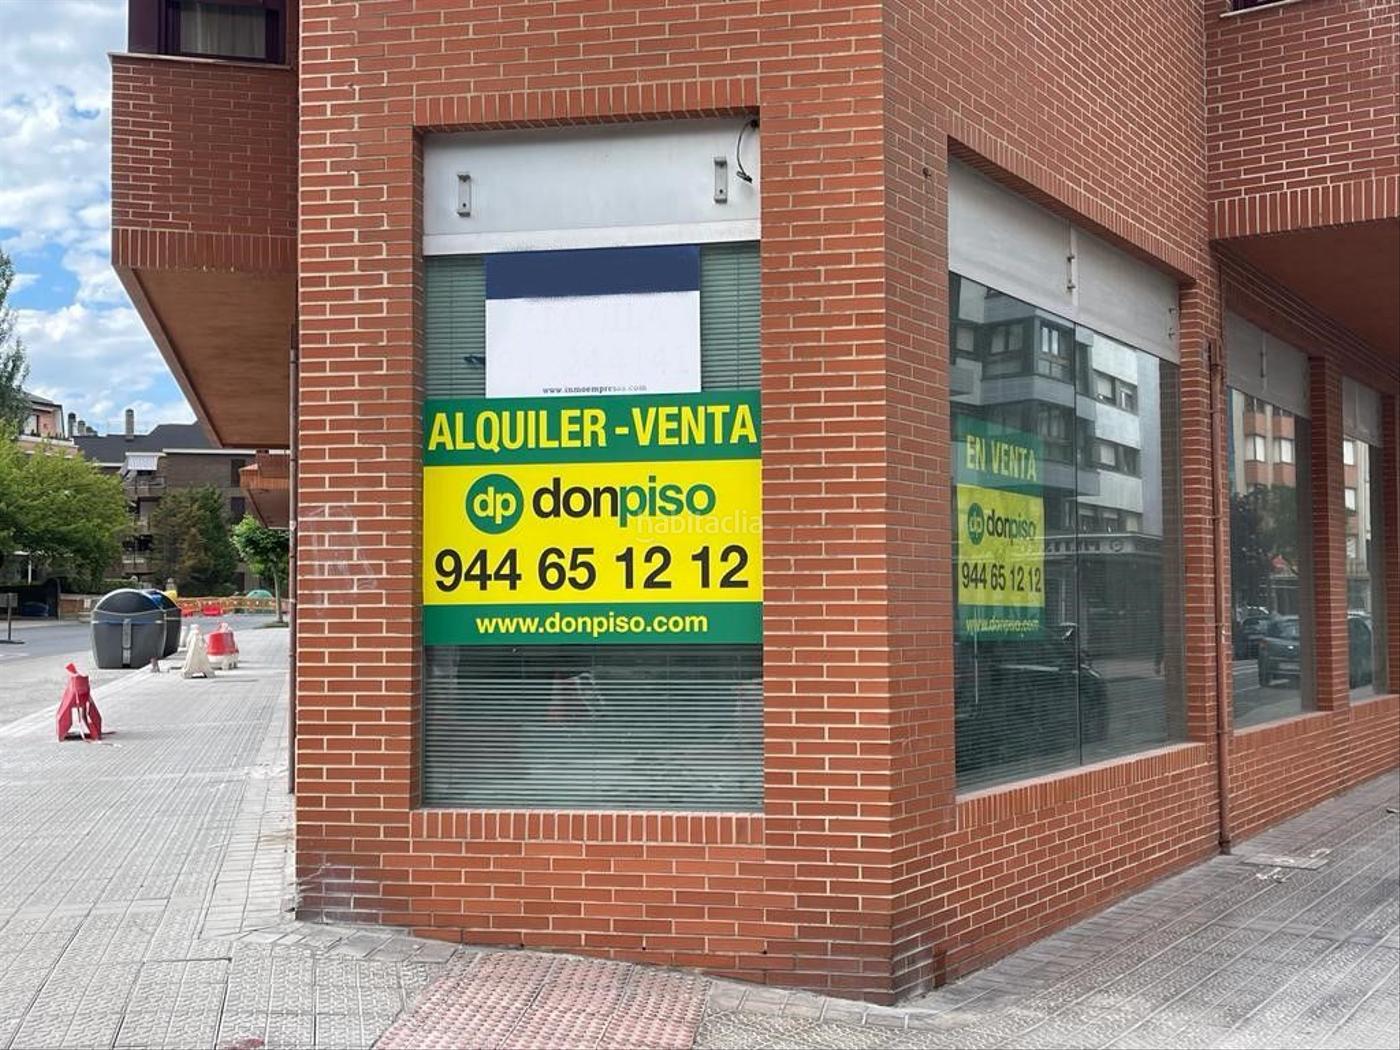 www.inmoempresas.com
ALQUILER - VENTA
dp donpiso
habitaclia
944 65 12 12
www.donpiso.com
EN VENTA
dp donpiso
944 65 12 12
www.donpiso.com